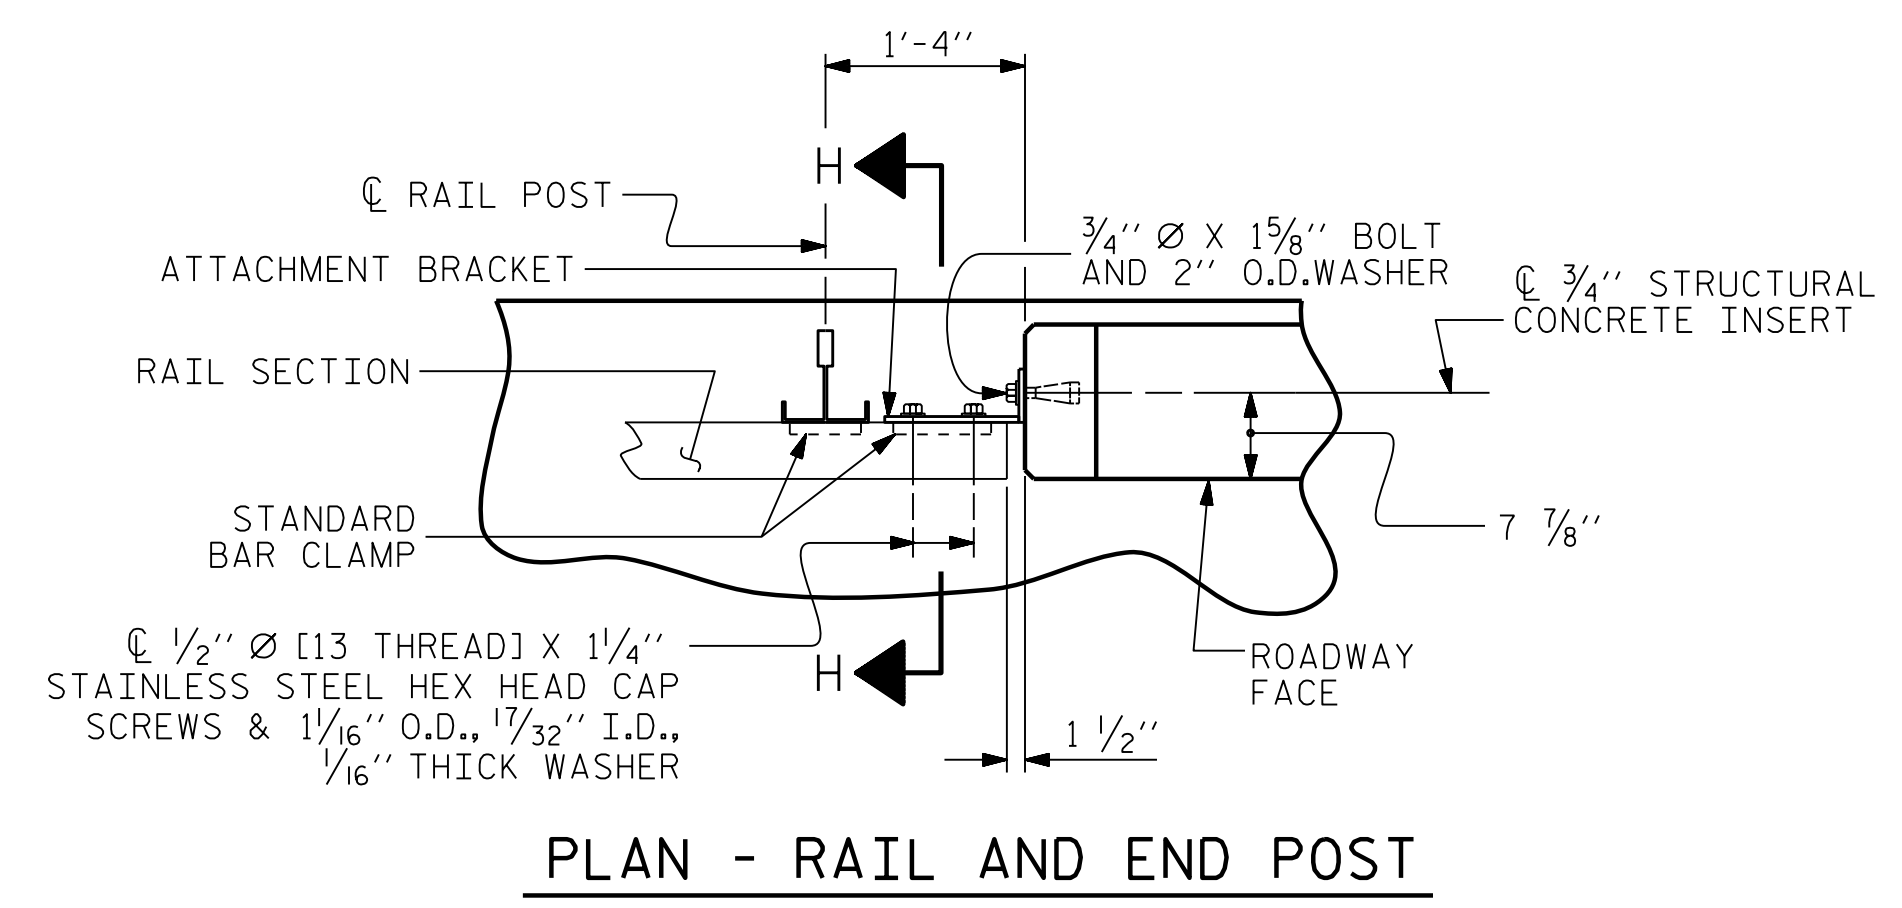 1'-4"
H
℄ RAIL POST
ATTACHMENT BRACKET
3/4" Ø X 1 5/8" BOLT
AND 2" O.D.WASHER
℄ 3/4" STRUCTURAL
CONCRETE INSERT
RAIL SECTION
STANDARD
BAR CLAMP
7 7/8"
℄ 1/2" Ø [13 THREAD] X 1 1/4"
STAINLESS STEEL HEX HEAD CAP
SCREWS & 1 1/16" O.D., 17/32" I.D.,
1/16" THICK WASHER
H
ROADWAY
FACE
1 1/2"
PLAN - RAIL AND END POST